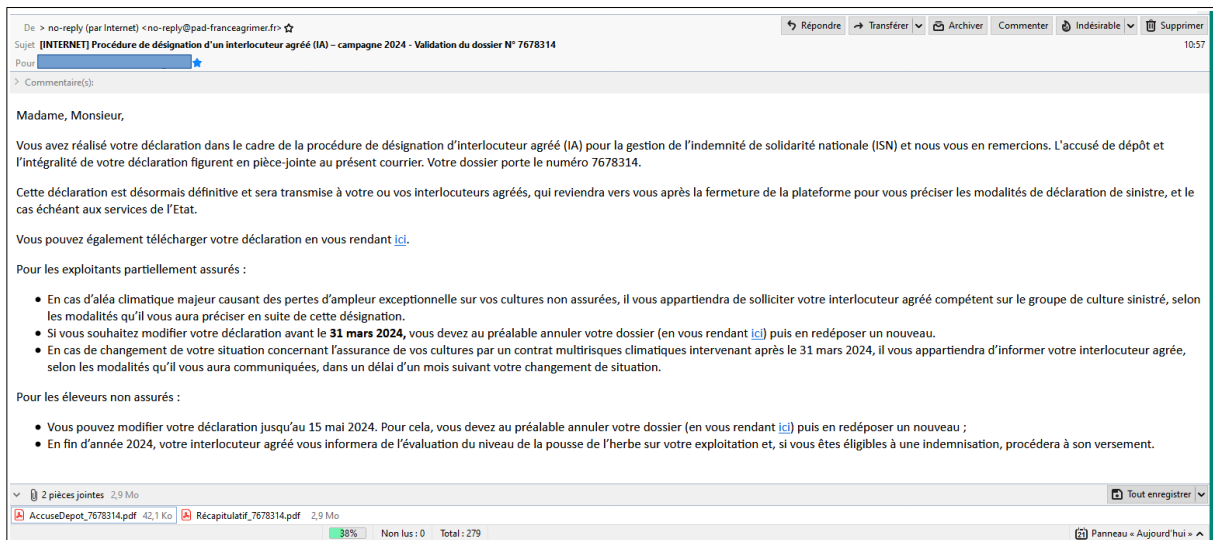 De > no-reply (par Internet) <no-reply@pad-franceagrimer.fr>
Répondre Transférer Archiver Commenter Indésirable Supprimer
Sujet [INTERNET] Procédure de désignation d'un interlocuteur agréé (IA) – campagne 2024 - Validation du dossier N° 7678314 10:57
Pour
> Commentaire(s):
Madame, Monsieur,
Vous avez réalisé votre déclaration dans le cadre de la procédure de désignation d'interlocuteur agréé (IA) pour la gestion de l'indemnité de solidarité nationale (ISN) et nous vous en remercions. L'accusé de dépôt et
l'intégralité de votre déclaration figurent en pièce-jointe au présent courrier. Votre dossier porte le numéro 7678314.
Cette déclaration est désormais définitive et sera transmise à votre ou vos interlocuteurs agréés, qui reviendra vers vous après la fermeture de la plateforme pour vous préciser les modalités de déclaration de sinistre, et le
cas échéant aux services de l'Etat.
Vous pouvez également télécharger votre déclaration en vous rendant ici.
Pour les exploitants partiellement assurés :
• En cas d'aléa climatique majeur causant des pertes d'ampleur exceptionnelle sur vos cultures non assurées, il vous appartiendra de solliciter votre interlocuteur agréé compétent sur le groupe de culture sinistré, selon
les modalités qu'il vous aura préciser en suite de cette désignation.
• Si vous souhaitez modifier votre déclaration avant le 31 mars 2024, vous devez au préalable annuler votre dossier (en vous rendant ici) puis en redéposer un nouveau.
• En cas de changement de votre situation concernant l'assurance de vos cultures par un contrat multirisques climatiques intervenant après le 31 mars 2024, il vous appartiendra d'informer votre interlocuteur agrée,
selon les modalités qu'il vous aura communiquées, dans un délai d'un mois suivant votre changement de situation.
Pour les éleveurs non assurés :
• Vous pouvez modifier votre déclaration jusqu'au 15 mai 2024. Pour cela, vous devez au préalable annuler votre dossier (en vous rendant ici) puis en redéposer un nouveau ;
• En fin d'année 2024, votre interlocuteur agréé vous informera de l'évaluation du niveau de la pousse de l'herbe sur votre exploitation et, si vous êtes éligibles à une indemnisation, procédera à son versement.
2 pièces jointes 2,9 Mo Tout enregistrer
AccuseDepot_7678314.pdf 42,1 Ko Récapitulatif_7678314.pdf 2,9 Mo
38% Non lus : 0 Total : 279 21 Panneau « Aujourd'hui »